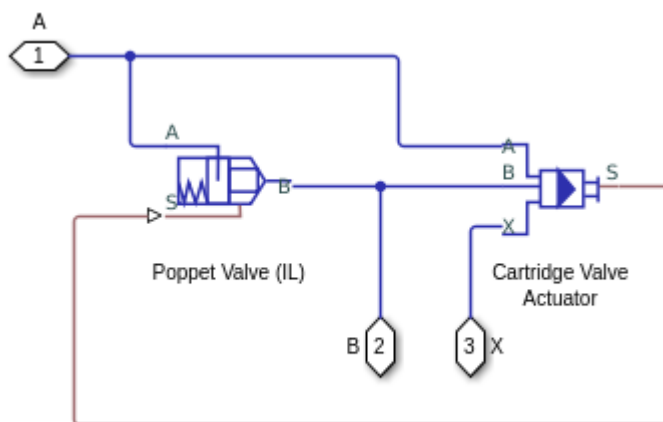 A
1
A
A
B
B
S
S
X
Poppet Valve (IL)
Cartridge Valve
Actuator
B
2
3
X